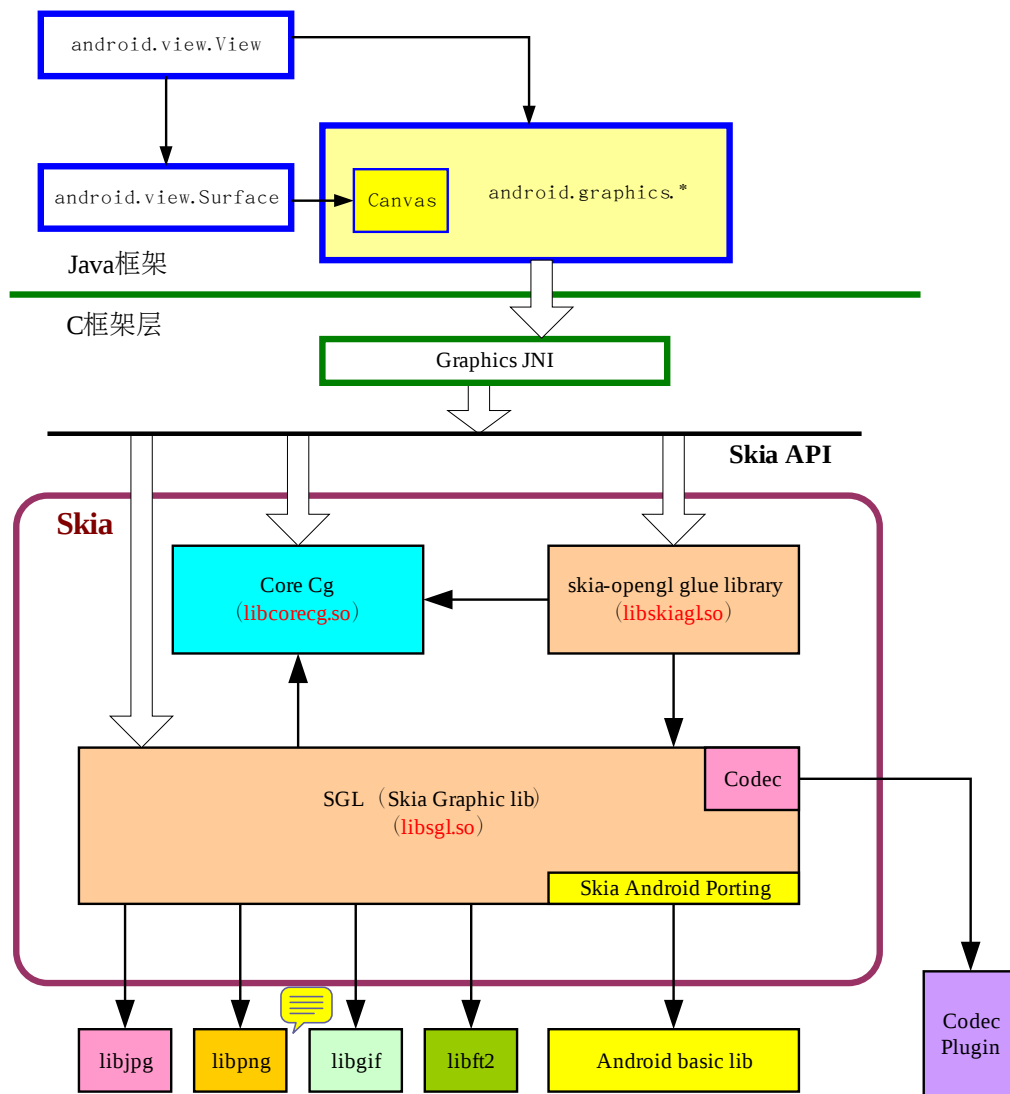 android.view.View
android.view.Surface
Canvas
android.graphics.*
Java框架
C框架层
Graphics JNI
Skia API
Skia
Core Cg
（libcorecg.so）
skia-opengl glue library
（libskiagl.so）
Codec
SGL（Skia Graphic lib）
（libsgl.so）
Skia Android Porting
libjpg
libpng
libgif
libft2
Android basic lib
Codec
Plugin